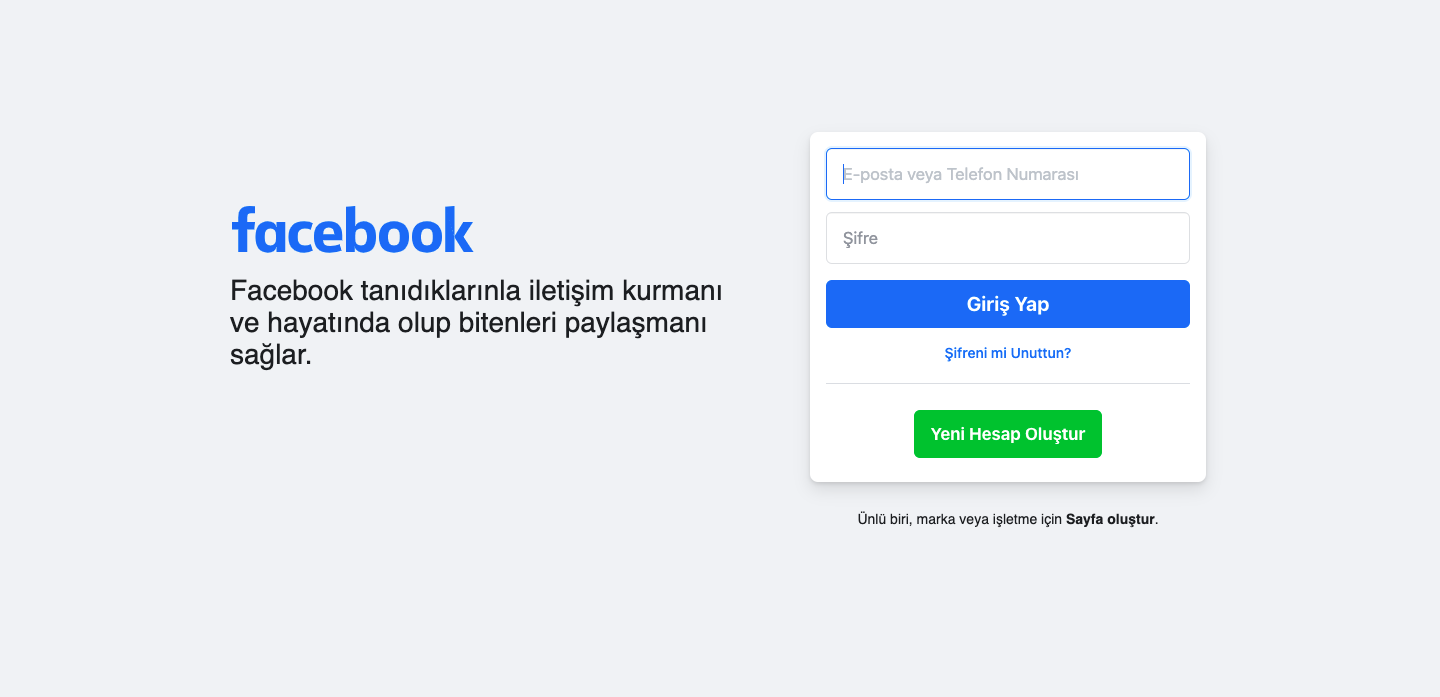 facebook
Facebook tanıdıklarınla iletişim kurmanı
ve hayatında olup bitenleri paylaşmanı
sağlar.
E-posta veya Telefon Numarası
Şifre
Giriş Yap
Şifreni mi Unuttun?
Yeni Hesap Oluştur
Ünlü biri, marka veya işletme için Sayfa oluştur.